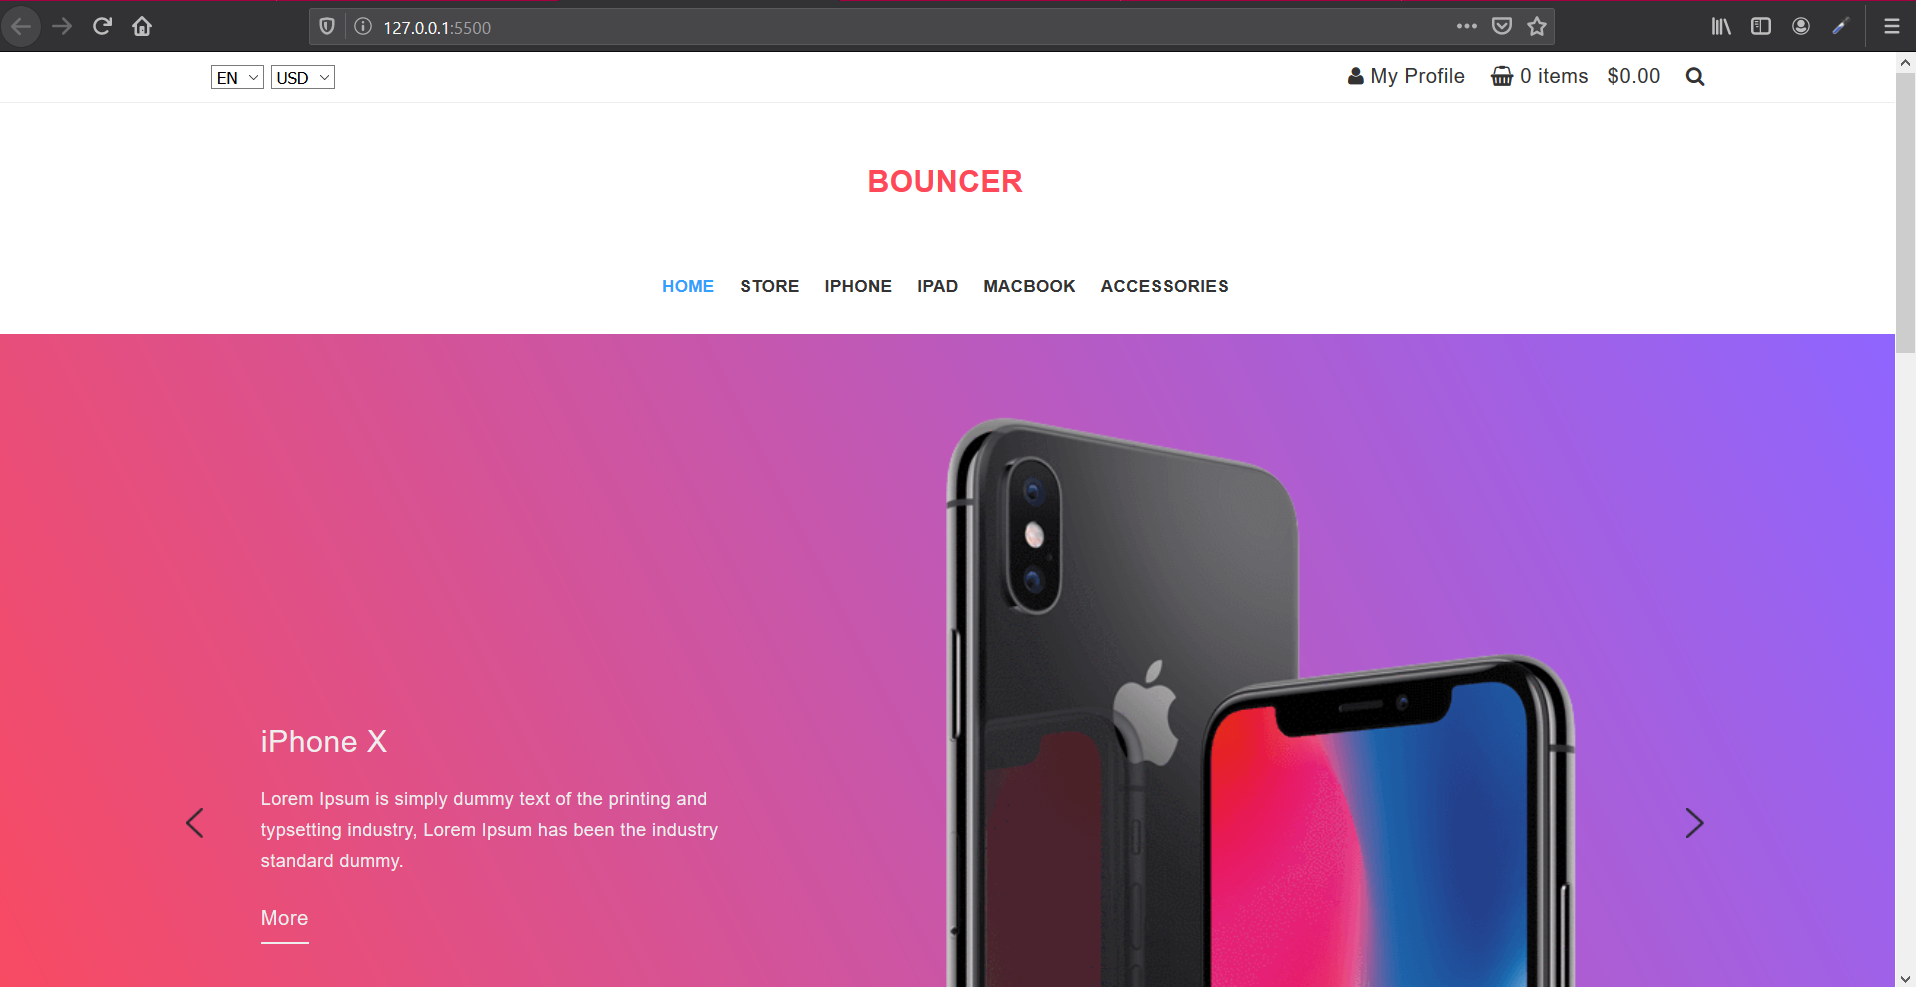 127.0.0.1:5500
EN USD My Profile 0 items $0.00
BOUNCER
HOME STORE IPHONE IPAD MACBOOK ACCESSORIES
iPhone X
Lorem Ipsum is simply dummy text of the printing and
typsetting industry, Lorem Ipsum has been the industry
standard dummy.
More